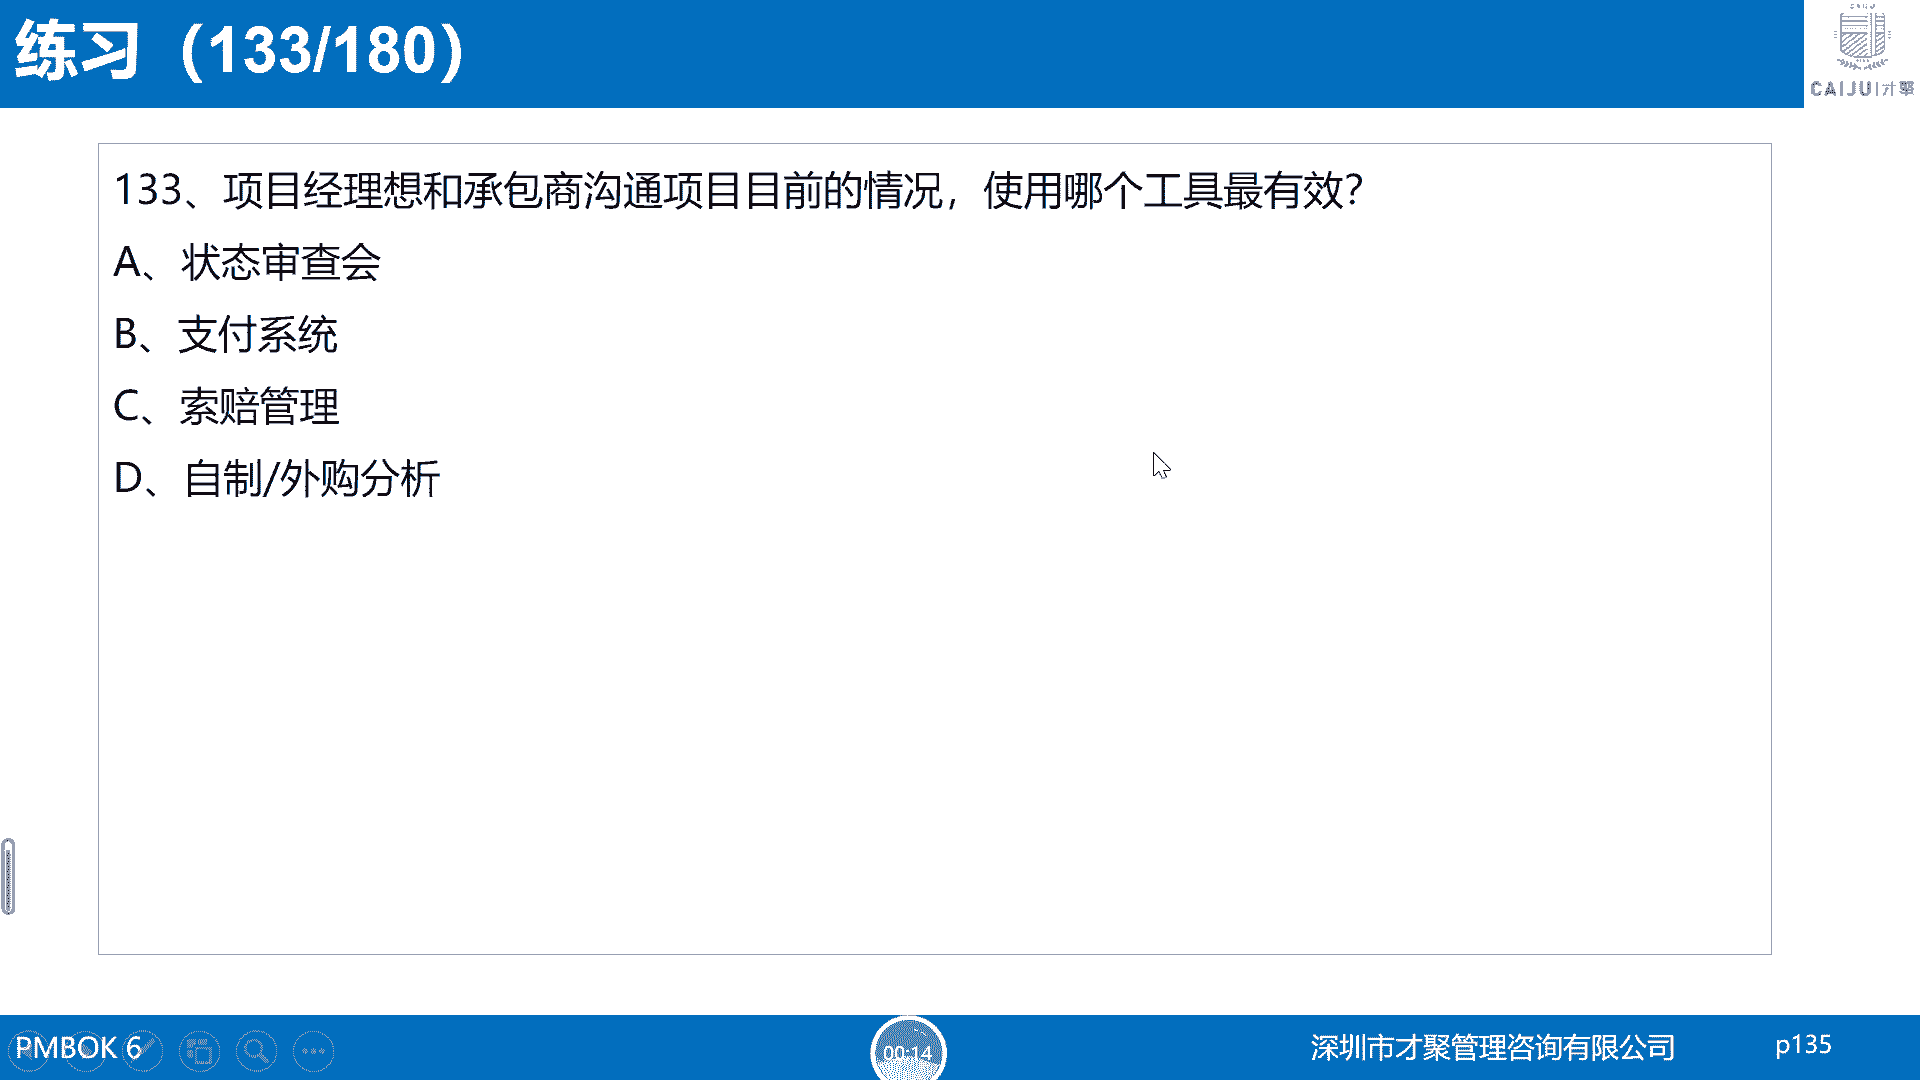 练习（133/180）
CAIJU
CAIJU|才聚
133、项目经理想和承包商沟通项目目前的情况，使用哪个工具最有效？
A、状态审查会
B、支付系统
C、索赔管理
D、自制/外购分析
PMBOK 6
00:14
深圳市才聚管理咨询有限公司
p135